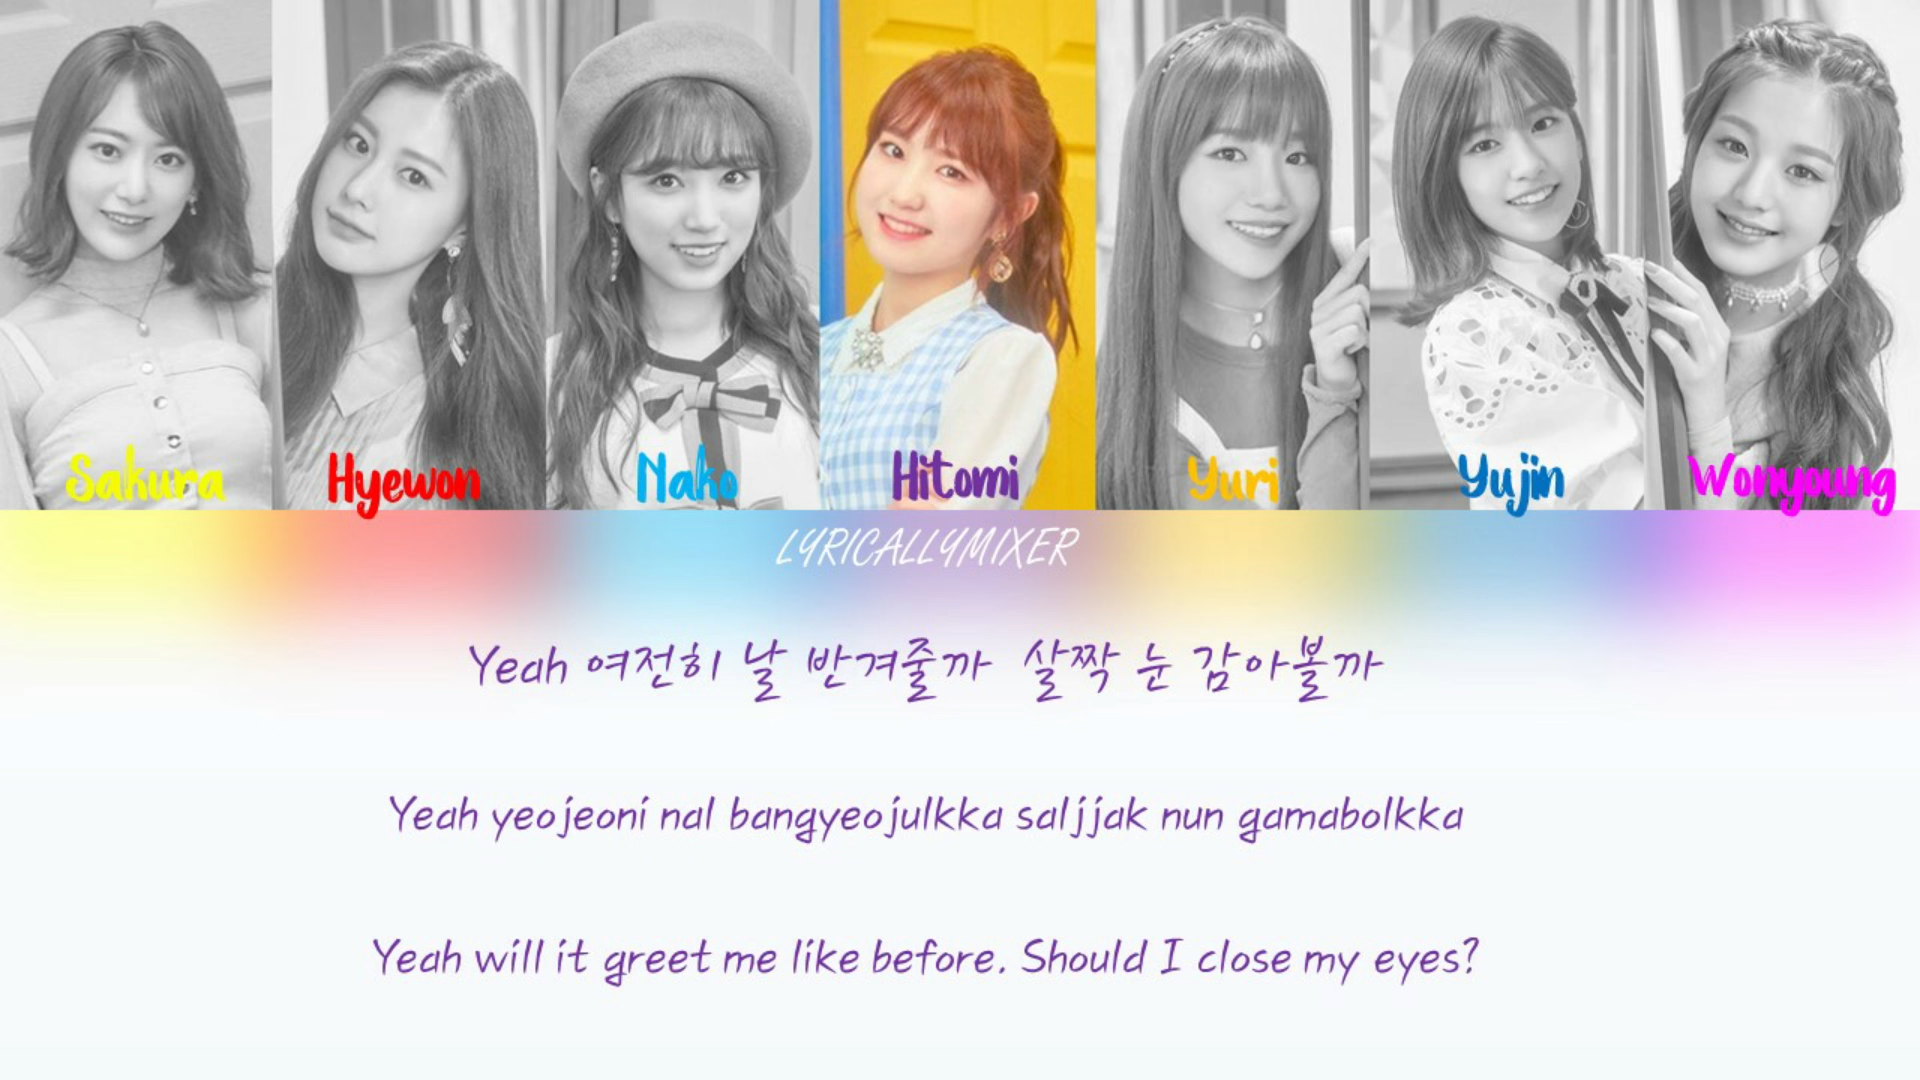 Sakura
Hyewon
Nako
Hitomi
Yuri
Yujin
Wonyoung
LYRICALLYMIXER
Yeah 여전히 날 반겨줄까 살짝 눈 감아볼까
Yeah yeojeoni nal bangyeojulkka saljjak nun gamabolkka
Yeah will it greet me like before. Should I close my eyes?